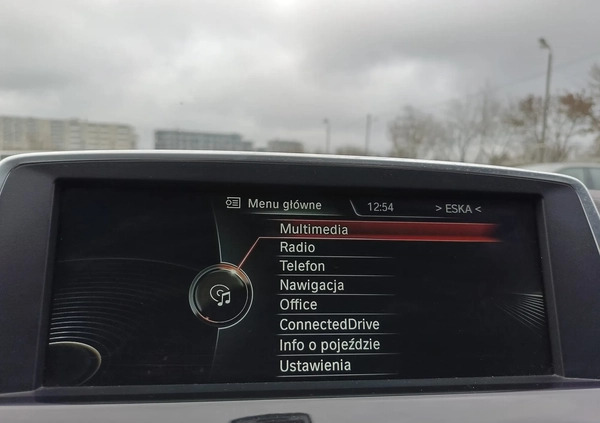 Menu główne 12:54 > ESKA <
Multimedia
Radio
Telefon
Nawigacja
Office
ConnectedDrive
Info o pojeździe
Ustawienia